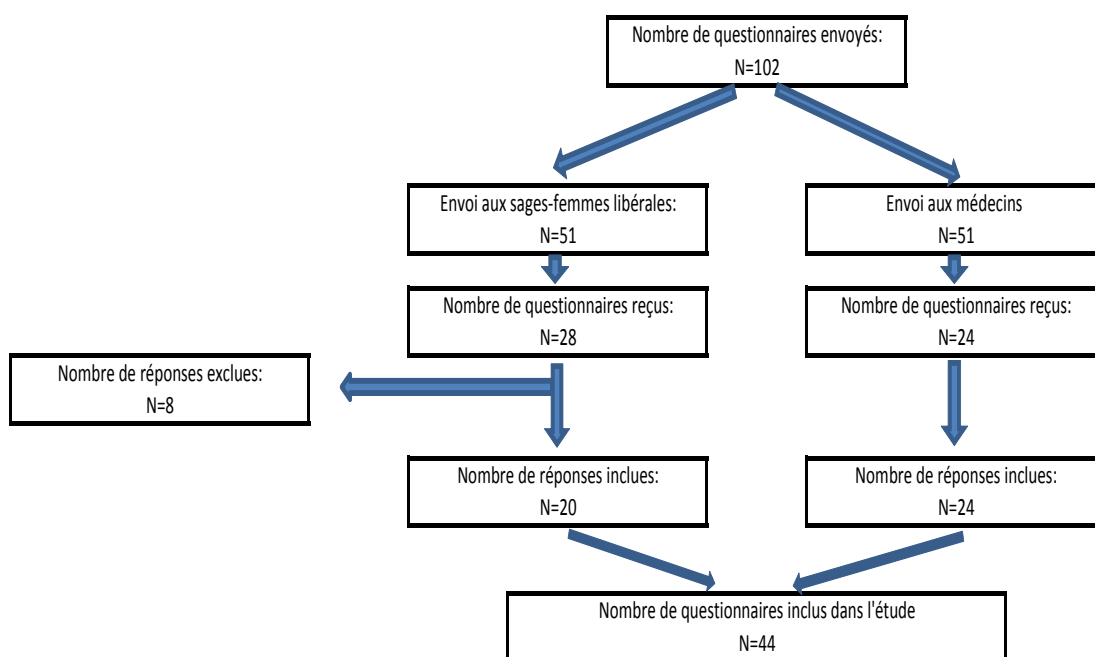 Nombre de questionnaires envoyés:
N=102
Envoi aux sages-femmes libérales:
N=51
Envoi aux médecins
N=51
Nombre de questionnaires reçus:
N=28
Nombre de questionnaires reçus:
N=24
Nombre de réponses exclues:
N=8
Nombre de réponses inclues:
N=20
Nombre de réponses inclues:
N=24
Nombre de questionnaires inclus dans l'étude
N=44